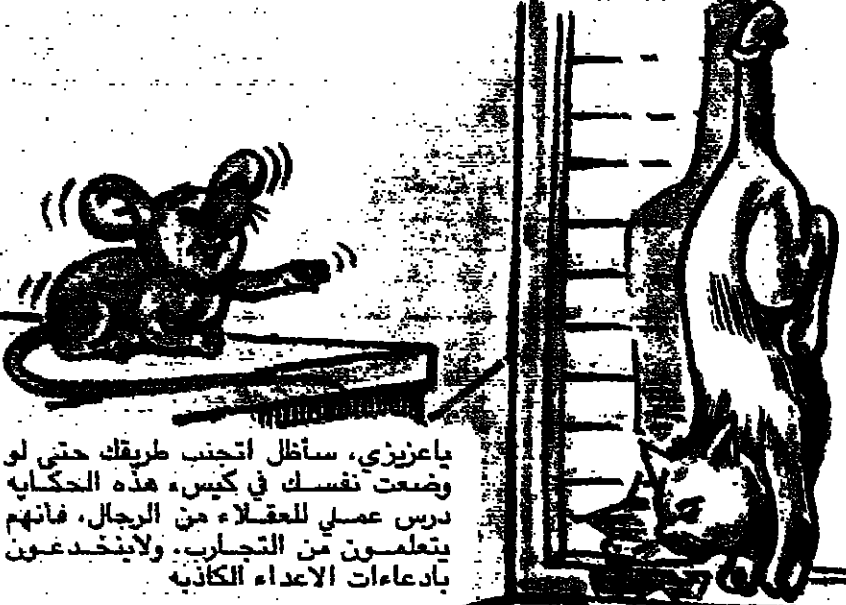 ياعزيزي، سأظل اتجنب طريقك حتى لو
وضعت نفسك في كيس، هذه الحكايه
درس عملي للعقلاء من الرجال، فأنهم
يتعلمون من التجارب. ولاينخدعون
بادعاءات الاعداء الكاذبه